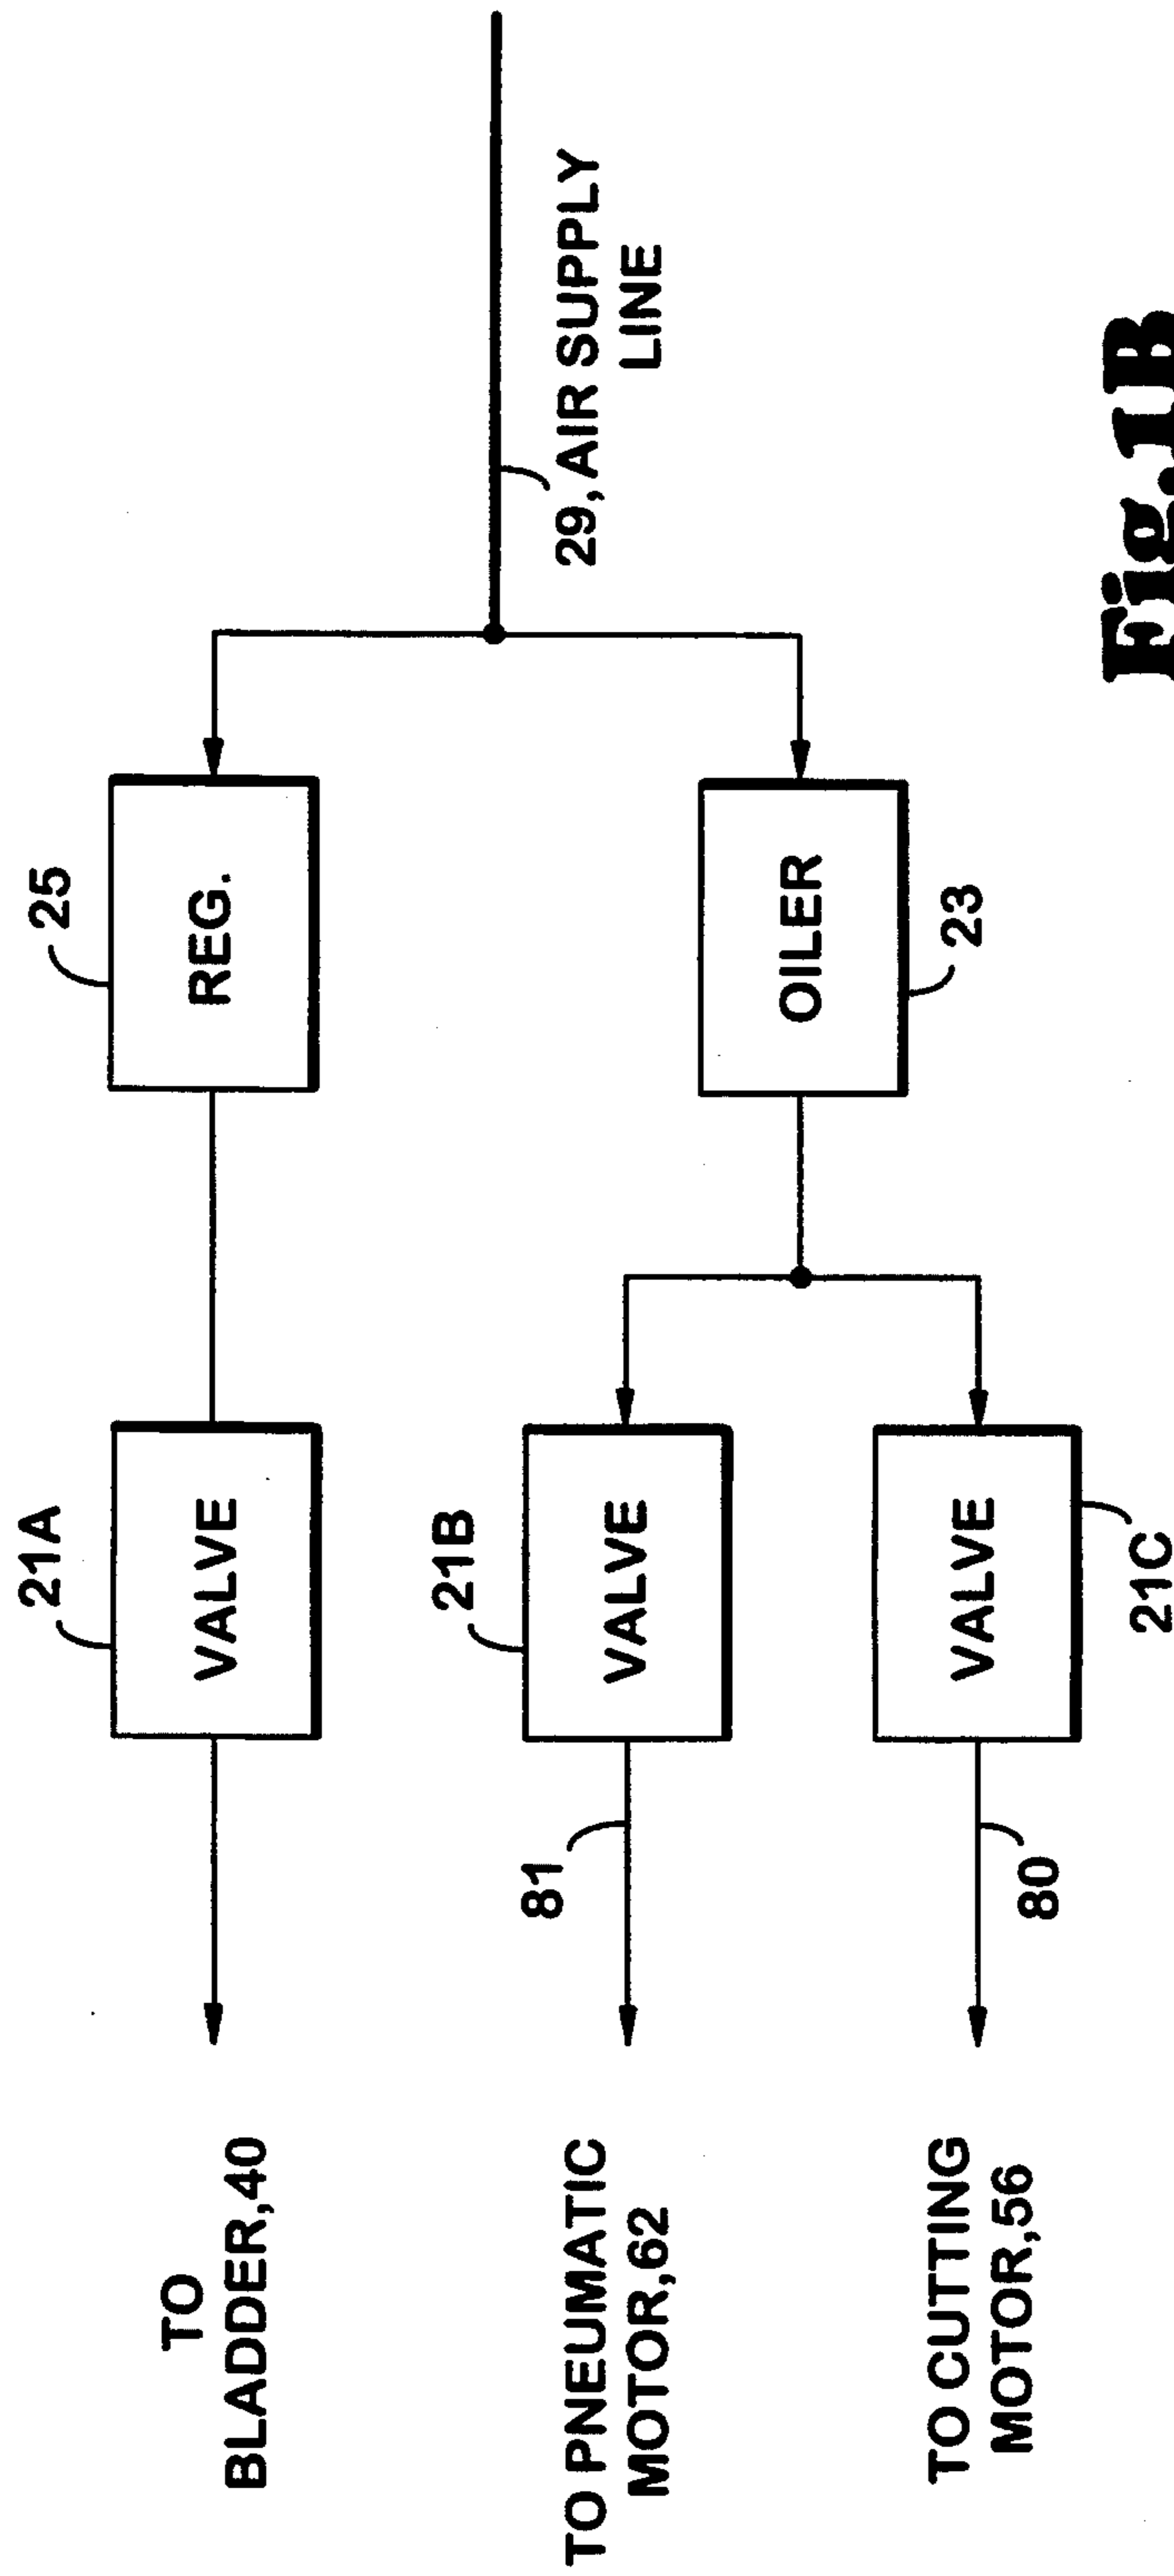 TO
BLADDER,40
21A
VALVE
25
REG.
29, AIR SUPPLY
LINE
TO PNEUMATIC
MOTOR,62
81
21B
VALVE
OILER
23
TO CUTTING
MOTOR,56
80
VALVE
21C
Fig.1B